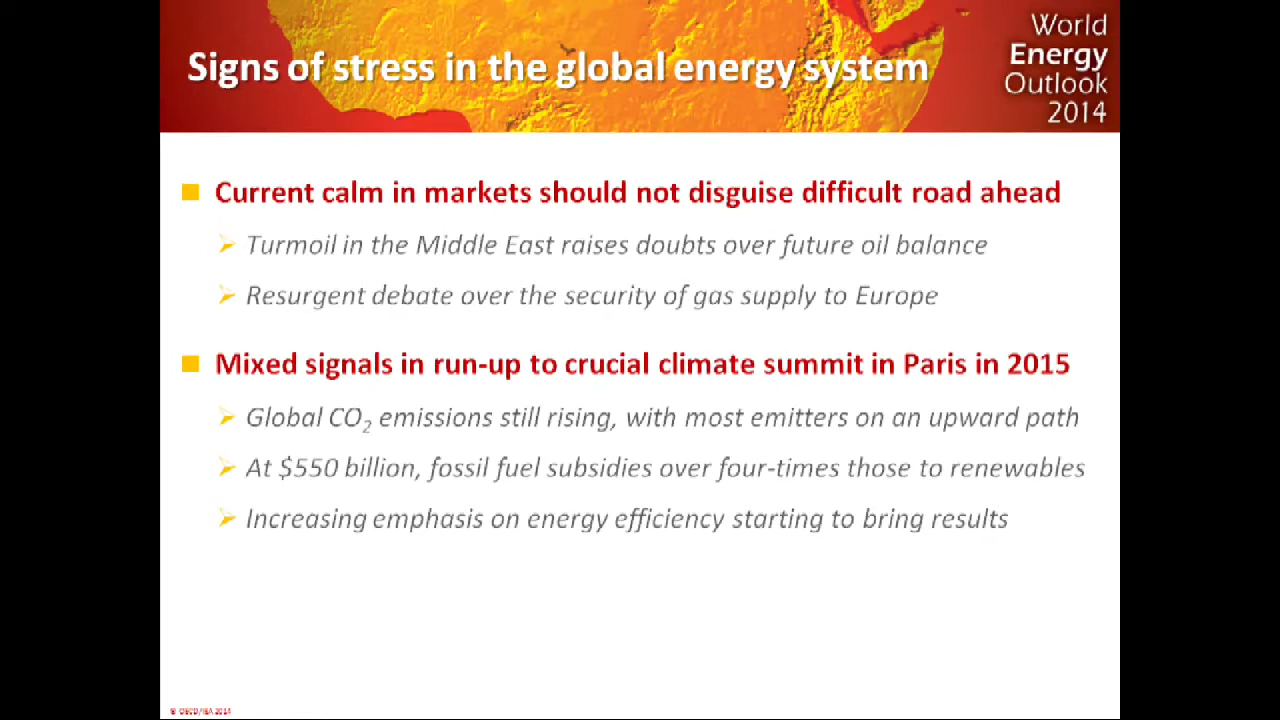 Signs of stress in the global energy system
World
Energy
Outlook
2014
Current calm in markets should not disguise difficult road ahead
Turmoil in the Middle East raises doubts over future oil balance
Resurgent debate over the security of gas supply to Europe
Mixed signals in run-up to crucial climate summit in Paris in 2015
Global CO₂ emissions still rising, with most emitters on an upward path
At $550 billion, fossil fuel subsidies over four-times those to renewables
Increasing emphasis on energy efficiency starting to bring results
© OECD/IEA 2014